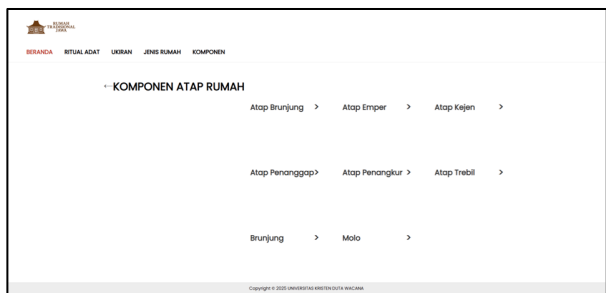 RUMAH
TRADISIONAL
JAWA
BERANDA RITUAL ADAT UKIRAN JENIS RUMAH KOMPONEN
←KOMPONEN ATAP RUMAH
Atap Brunjung > Atap Emper > Atap Kejen >
Atap Penanggap> Atap Penangkur > Atap Trebil >
Brunjung > Molo >
Copyright © 2025 UNIVERSITAS KRISTEN DUTA WACANA